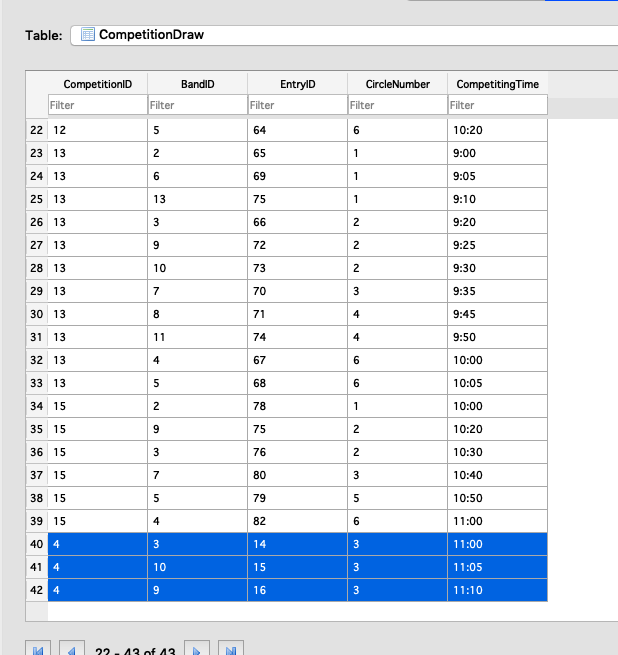 Table: CompetitionDraw
CompetitionID BandID EntryID CircleNumber CompetitingTime
Filter Filter Filter Filter Filter
22 12 5 64 6 10:20
23 13 2 65 1 9:00
24 13 6 69 1 9:05
25 13 13 75 1 9:10
26 13 3 66 2 9:20
27 13 9 72 2 9:25
28 13 10 73 2 9:30
29 13 7 70 3 9:35
30 13 8 71 4 9:45
31 13 11 74 4 9:50
32 13 4 67 6 10:00
33 13 5 68 6 10:05
34 15 2 78 1 10:00
35 15 9 75 2 10:20
36 15 3 76 2 10:30
37 15 7 80 3 10:40
38 15 5 79 5 10:50
39 15 4 82 6 11:00
40 4 3 14 3 11:00
41 4 10 15 3 11:05
42 4 9 16 3 11:10
22 - 43 of 43